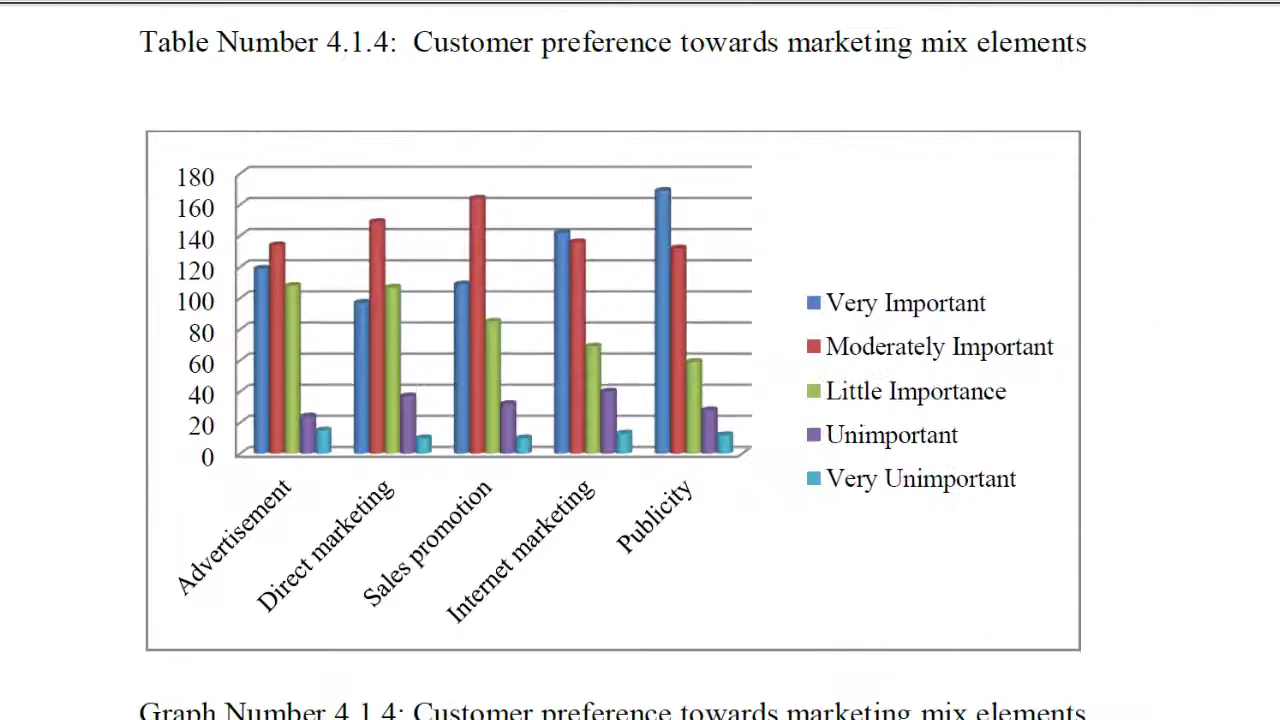 Table Number 4.1.4: Customer preference towards marketing mix elements
180
160
140
120
100
80
60
40
20
0
Very Important
Moderately Important
Little Importance
Unimportant
Very Unimportant
Advertisement
Direct marketing
Sales promotion
Internet marketing
Publicity
Graph Number 4.1.4: Customer preference towards marketing mix elements